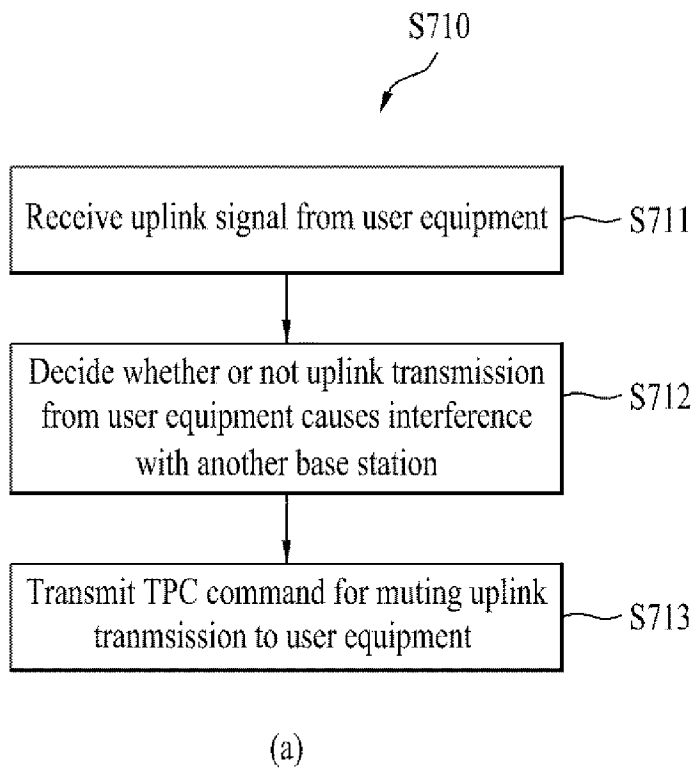 S710
Receive uplink signal from user equipment
S711
Decide whether or not uplink transmission
from user equipment causes interference
with another base station
S712
Transmit TPC command for muting uplink
tranmsission to user equipment
S713
(a)